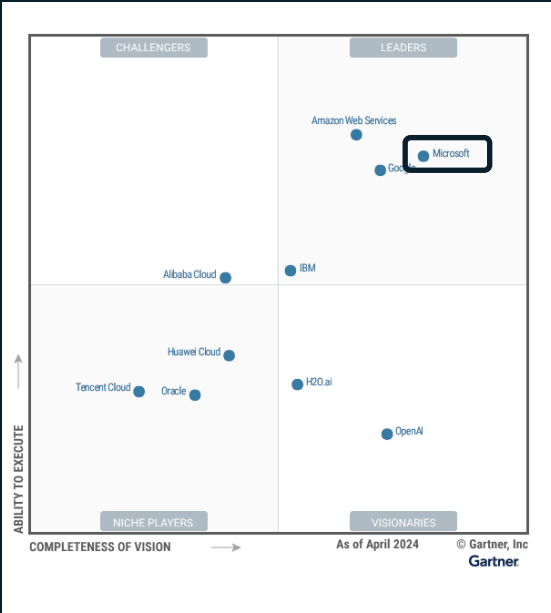 CHALLENGERS
LEADERS
Amazon Web Services
Microsoft
Google
Alibaba Cloud
IBM
Huawei Cloud
Tencent Cloud
Oracle
H2O.ai
OpenAI
ABILITY TO EXECUTE
NICHE PLAYERS
VISIONARIES
COMPLETENESS OF VISION
As of April 2024
© Gartner, Inc
Gartner